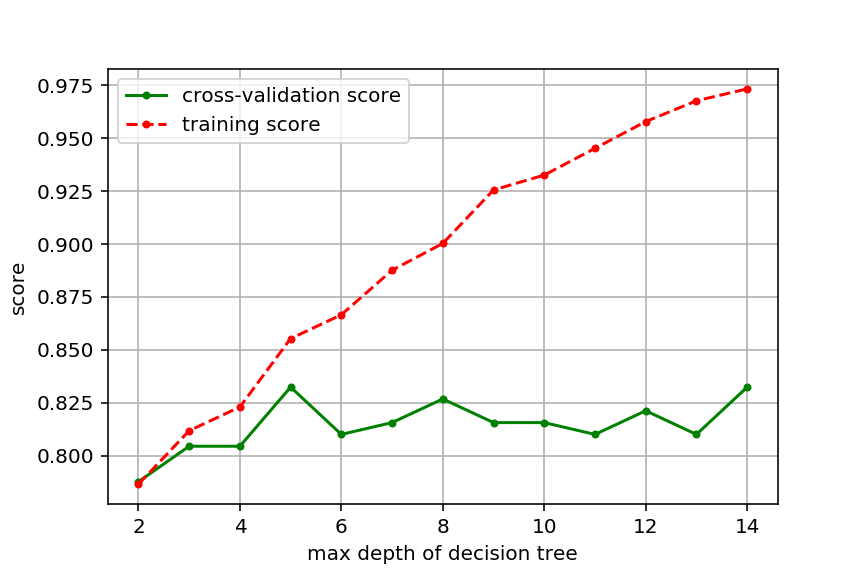 cross-validation score
training score
0.975
0.950
0.925
0.900
0.875
0.850
0.825
0.800
score
2 4 6 8 10 12 14
max depth of decision tree